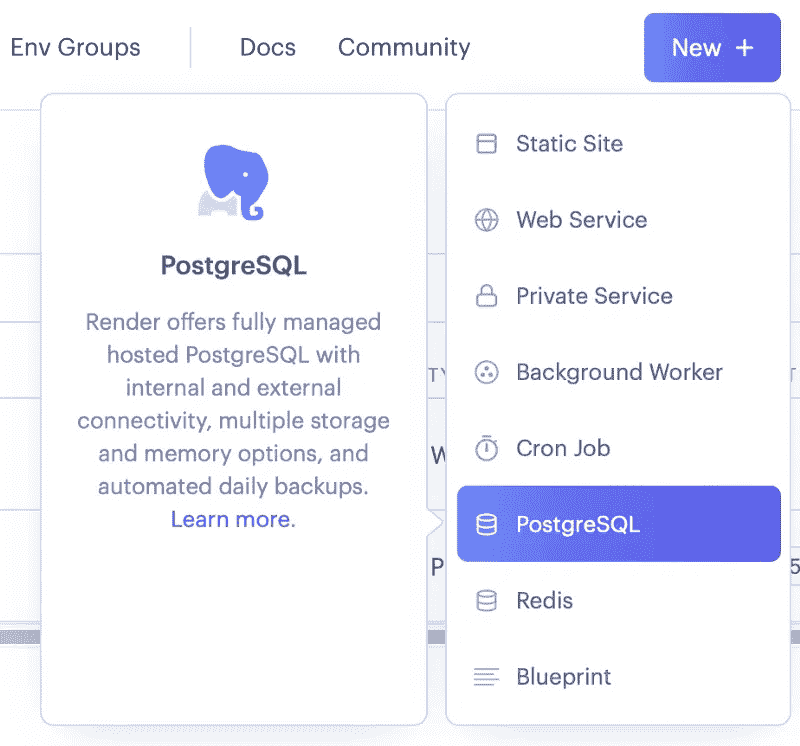 Env Groups
Docs
Community
New +
PostgreSQL
Render offers fully managed
hosted PostgreSQL with
internal and external
connectivity, multiple storage
and memory options, and
automated daily backups.
Learn more.
Static Site
Web Service
Private Service
Background Worker
Cron Job
PostgreSQL
Redis
Blueprint